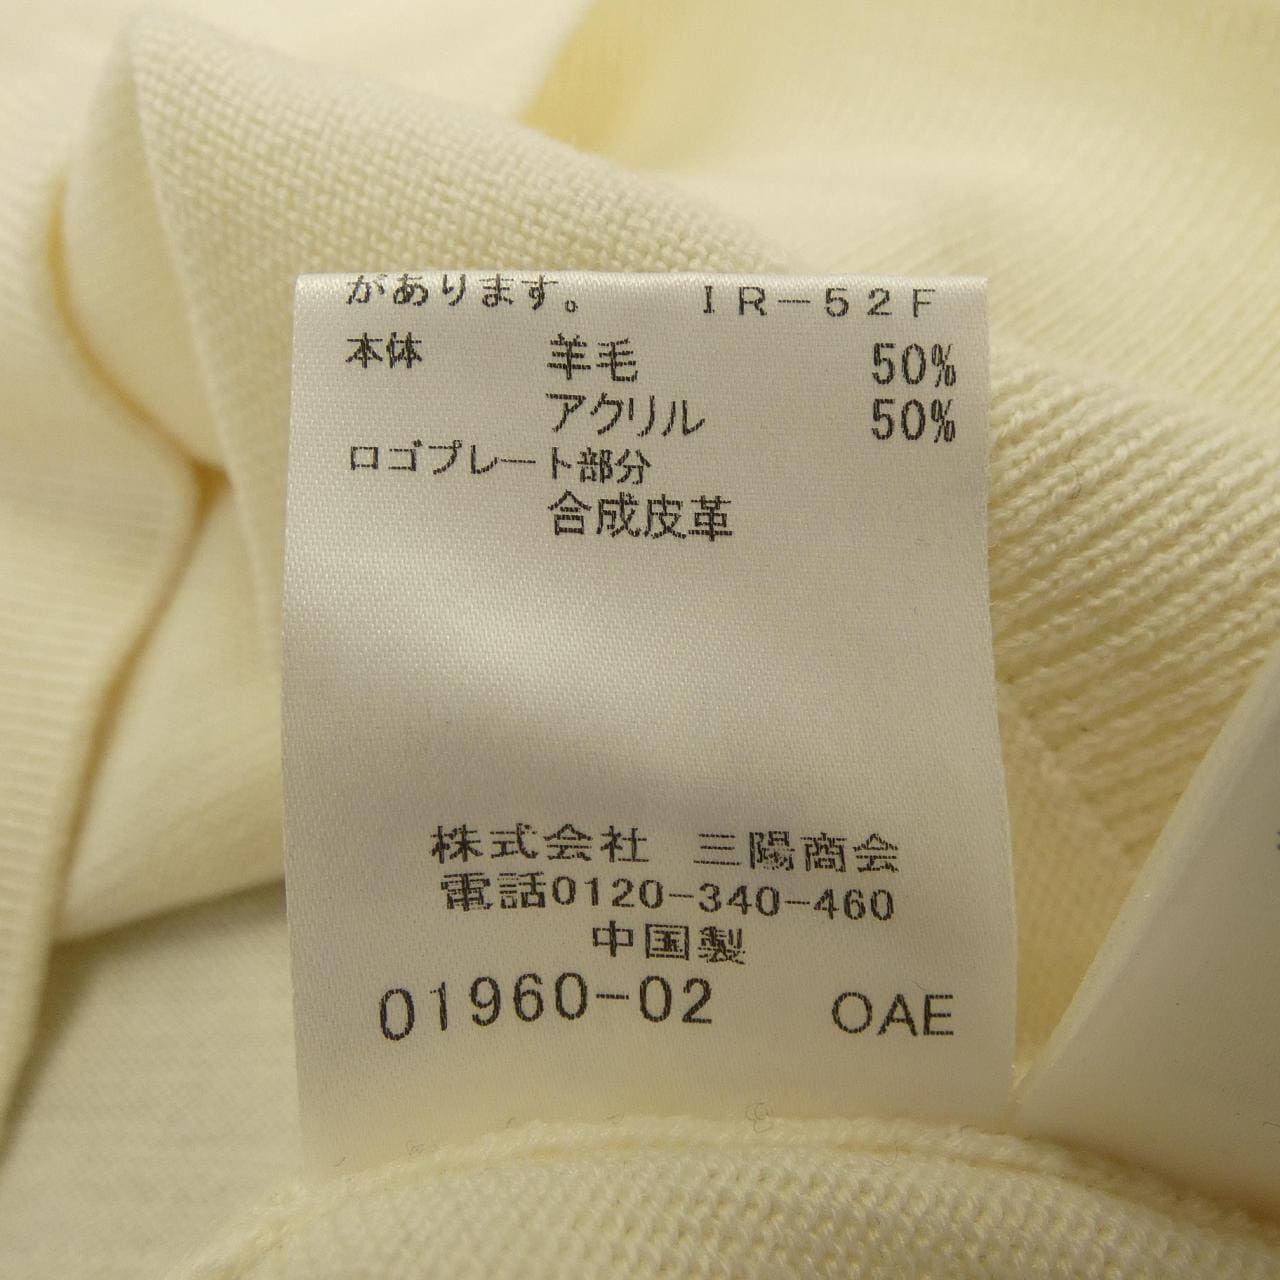 があります。 IR-52F
本体 羊毛 50%
アクリル 50%
ロゴプレート部分
合成皮革
株式会社 三陽商会
電話0120-340-460
中国製
01960-02 OAE